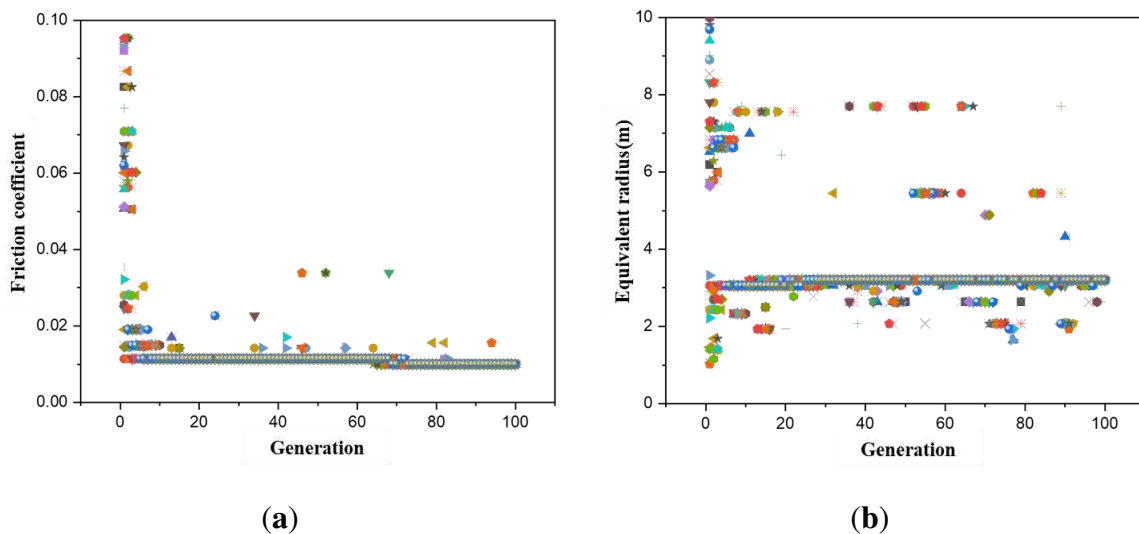 0.10
0.08
0.06
0.04
0.02
0.00
Friction coefficient
0 20 40 60 80 100
Generation
(a)
10
8
6
4
2
0
Equivalent radius(m)
0 20 40 60 80 100
Generation
(b)